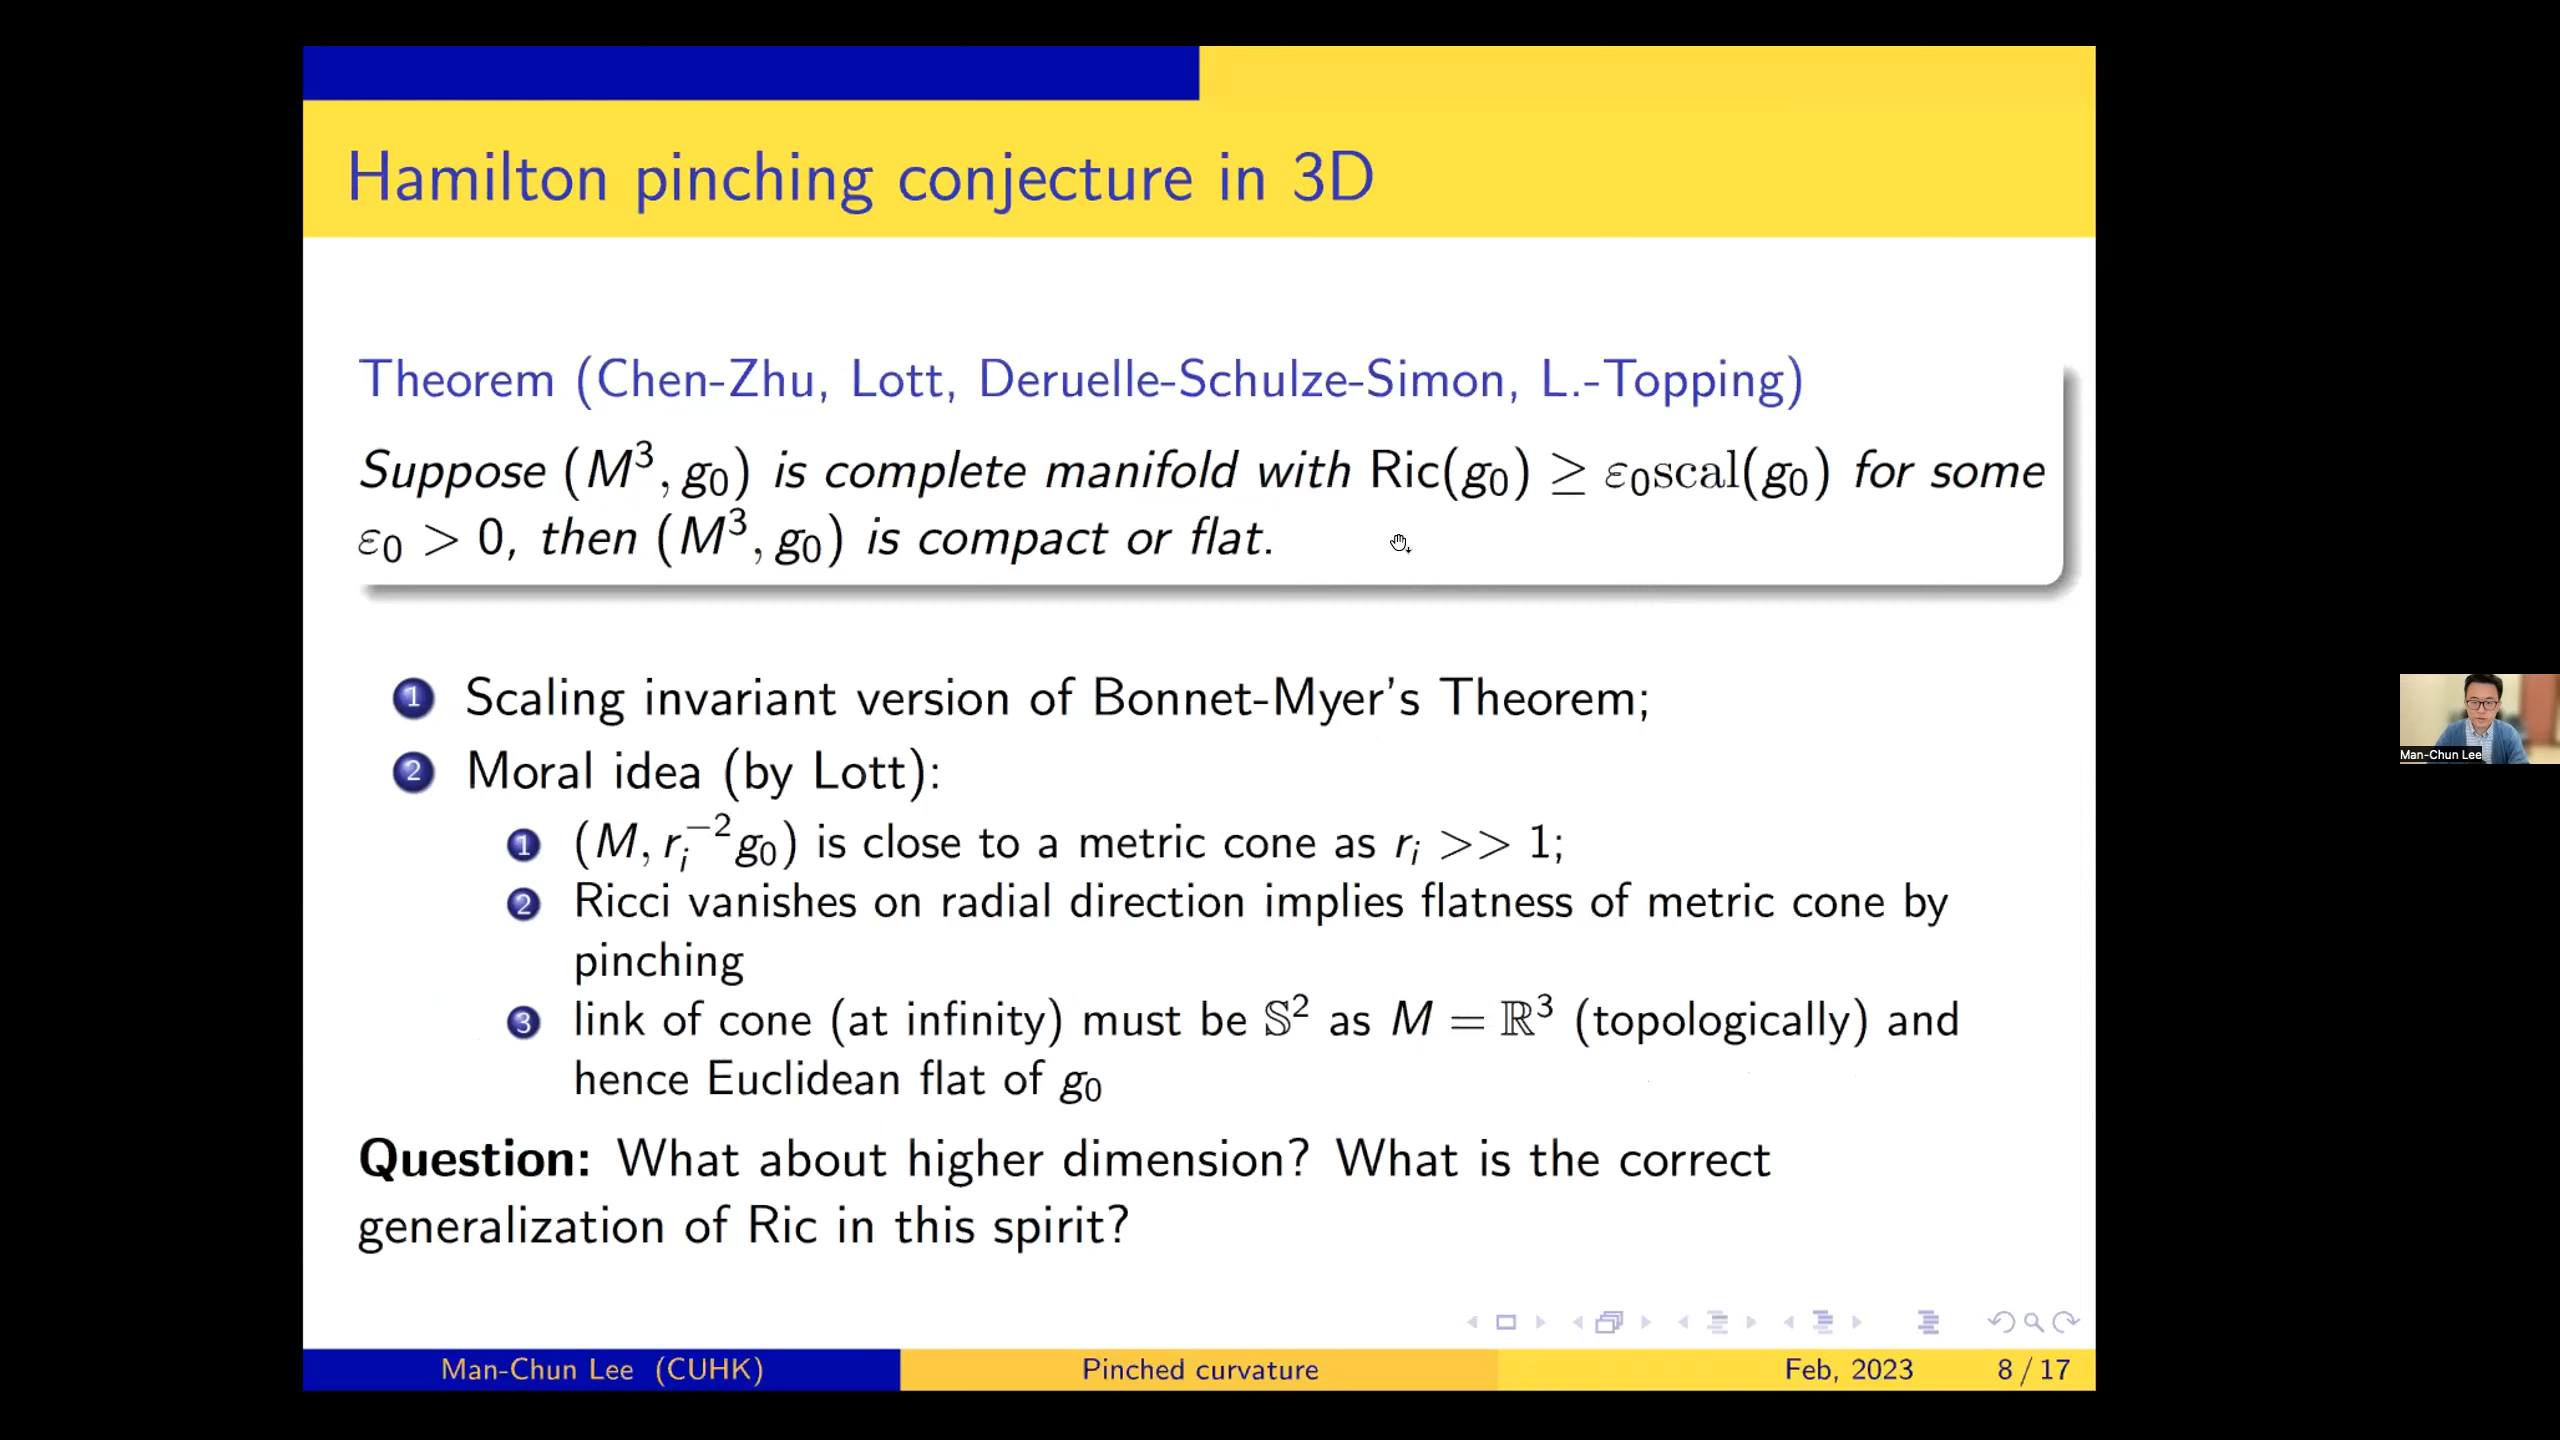 Hamilton pinching conjecture in 3D
Theorem (Chen-Zhu, Lott, Deruelle-Schulze-Simon, L.-Topping)
Suppose (M³, g₀) is complete manifold with Ric(g₀) ≥ ε₀scal(g₀) for some
ε₀ > 0, then (M³, g₀) is compact or flat.
1 Scaling invariant version of Bonnet-Myer's Theorem;
2 Moral idea (by Lott):
1 (M, rᵢ⁻²g₀) is close to a metric cone as rᵢ >> 1;
2 Ricci vanishes on radial direction implies flatness of metric cone by
pinching
3 link of cone (at infinity) must be 𝕊² as M = ℝ³ (topologically) and
hence Euclidean flat of g₀
Question: What about higher dimension? What is the correct
generalization of Ric in this spirit?
Man-Chun Lee (CUHK) Pinched curvature Feb, 2023 8 / 17
Man-Chun Lee